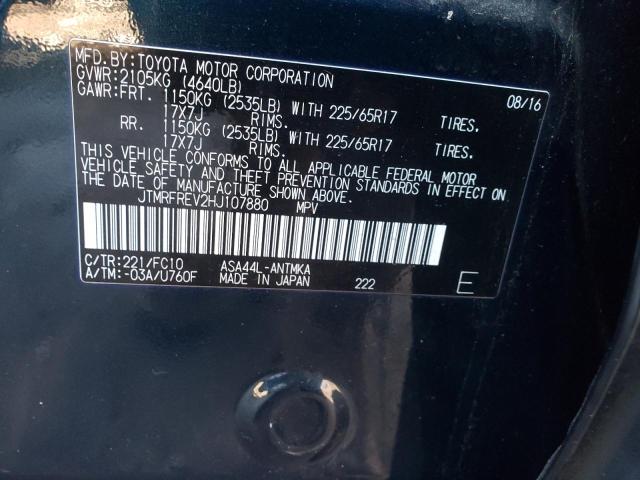 MFD. BY: TOYOTA MOTOR CORPORATION 08/16
GVWR: 2105KG (4640LB)
GAWR: FRT. 1150KG (2535LB) WITH 225/65R17 TIRES.
17X7J RIMS.
RR. 1150KG (2535LB) WITH 225/65R17 TIRES.
17X7J RIMS.
THIS VEHICLE CONFORMS TO ALL APPLICABLE FEDERAL MOTOR
VEHICLE SAFETY AND THEFT PREVENTION STANDARDS IN EFFECT ON
THE DATE OF MANUFACTURE SHOWN ABOVE.
JTMRFREV2HJ107880 MPV
C/TR: 221/FC10 ASA44L-ANTMKA
A/TM: -03A/U760F MADE IN JAPAN 222 E